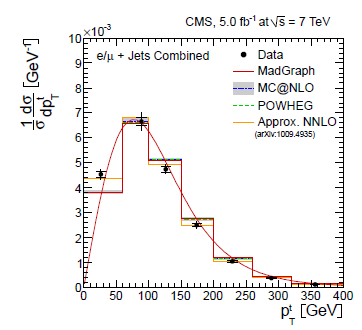 CMS, 5.0 fb⁻¹ at √s = 7 TeV
×10⁻³
e/μ + Jets Combined
Data
MadGraph
MC@NLO
POWHEG
Approx. NNLO
(arXiv:1009.4935)
1/σ dσ/dp_T^t [GeV⁻¹]
10
9
8
7
6
5
4
3
2
1
0
0 50 100 150 200 250 300 350 400
p_T^t [GeV]